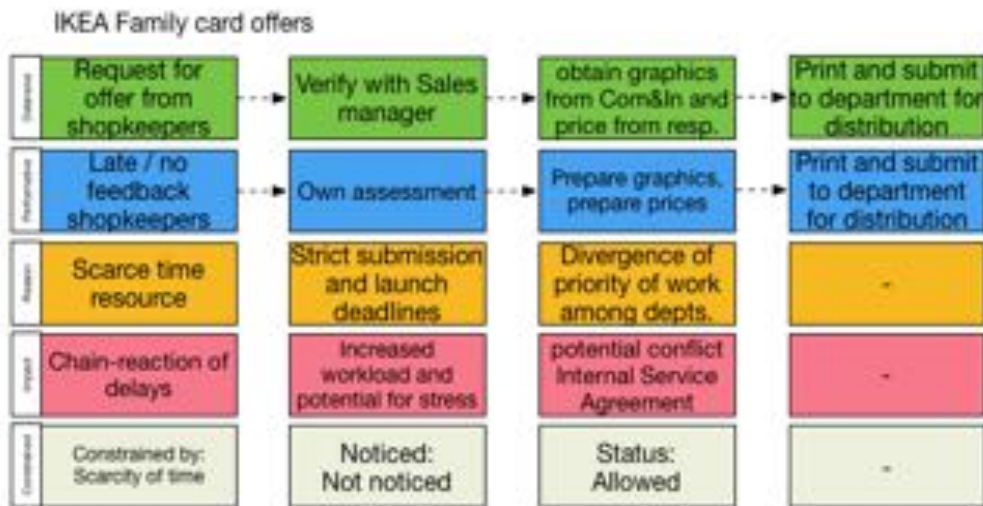 IKEA Family card offers
Request for
offer from
shopkeepers
Verify with Sales
manager
obtain graphics
from Com&In and
price from resp.
Print and submit
to department for
distribution
Late / no
feedback
shopkeepers
Own assessment
Prepare graphics,
prepare prices
Print and submit
to department
for distribution
Scarce time
resource
Strict submission
and launch
deadlines
Divergence of
priority of work
among depts.
-
Impact
Chain-reaction of
delays
Increased
workload and
potential for stress
potential conflict
Internal Service
Agreement
-
Constrained by:
Scarcity of time
Noticed:
Not noticed
Status:
Allowed
-